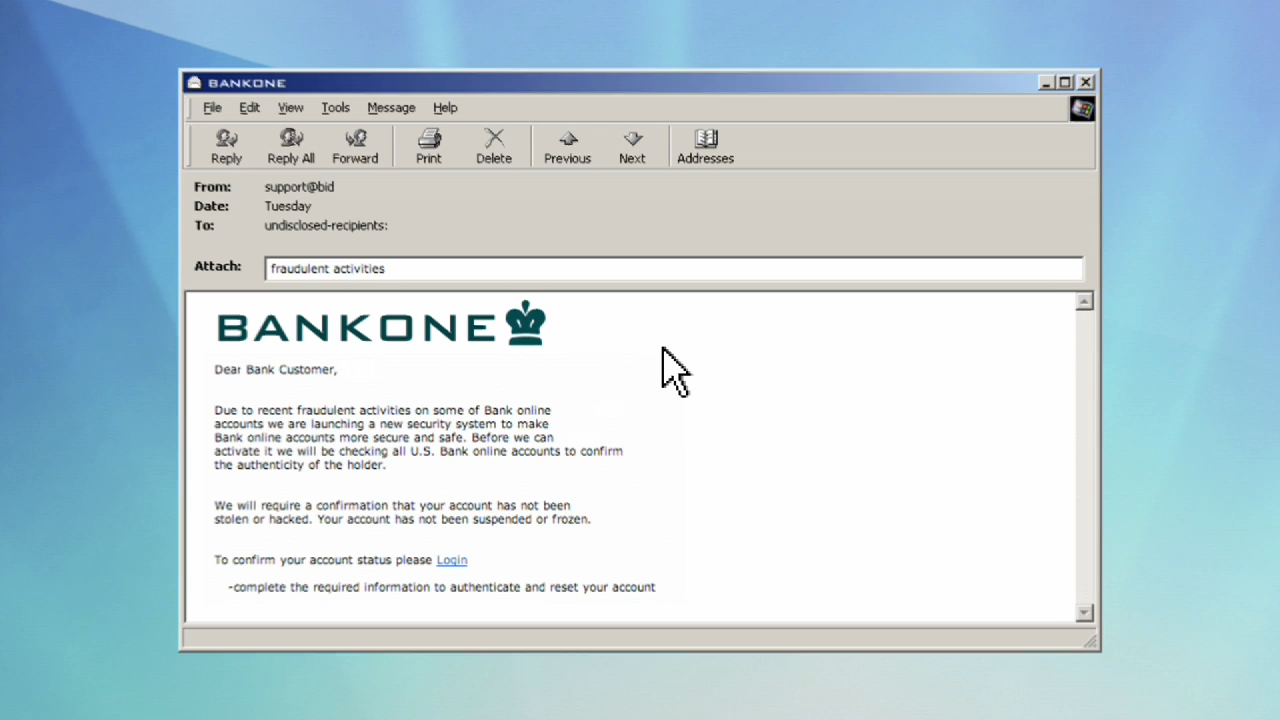 BANKONE
File Edit View Tools Message Help
Reply Reply All Forward Print Delete Previous Next Addresses
From: support@bid
Date: Tuesday
To: undisclosed-recipients:
Attach: fraudulent activities
BANKONE
Dear Bank Customer,
Due to recent fraudulent activities on some of Bank online
accounts we are launching a new security system to make
Bank online accounts more secure and safe. Before we can
activate it we will be checking all U.S. Bank online accounts to confirm
the authenticity of the holder.
We will require a confirmation that your account has not been
stolen or hacked. Your account has not been suspended or frozen.
To confirm your account status please Login
-complete the required information to authenticate and reset your account